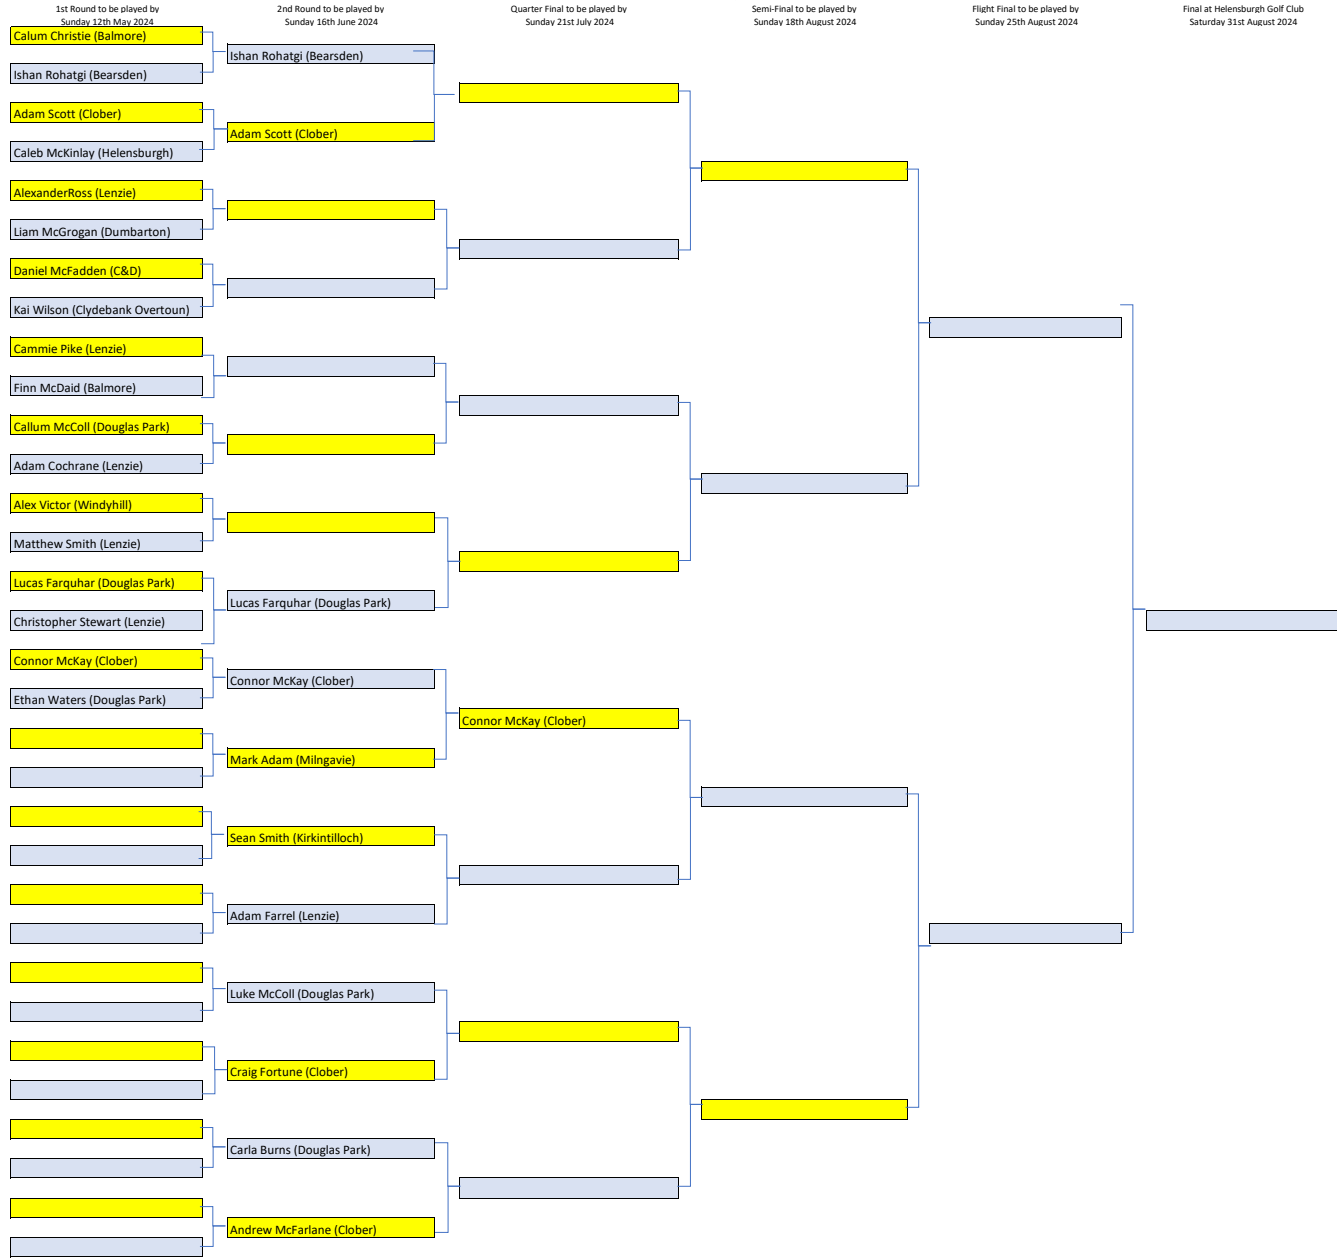 1st Round to be played by
Sunday 12th May 2024
2nd Round to be played by
Sunday 16th June 2024
Quarter Final to be played by
Sunday 21st July 2024
Semi-Final to be played by
Sunday 18th August 2024
Flight Final to be played by
Sunday 25th August 2024
Final at Helensburgh Golf Club
Saturday 31st August 2024
Calum Christie (Balmore)
Ishan Rohatgi (Bearsden)
Adam Scott (Clober)
Caleb McKinlay (Helensburgh)
AlexanderRoss (Lenzie)
Liam McGrogan (Dumbarton)
Daniel McFadden (C&D)
Kai Wilson (Clydebank Overtoun)
Cammie Pike (Lenzie)
Finn McDaid (Balmore)
Callum McColl (Douglas Park)
Adam Cochrane (Lenzie)
Alex Victor (Windyhill)
Matthew Smith (Lenzie)
Lucas Farquhar (Douglas Park)
Christopher Stewart (Lenzie)
Connor McKay (Clober)
Ethan Waters (Douglas Park)
Ishan Rohatgi (Bearsden)
Adam Scott (Clober)
Lucas Farquhar (Douglas Park)
Connor McKay (Clober)
Mark Adam (Milngavie)
Sean Smith (Kirkintilloch)
Adam Farrel (Lenzie)
Luke McColl (Douglas Park)
Craig Fortune (Clober)
Carla Burns (Douglas Park)
Andrew McFarlane (Clober)
Connor McKay (Clober)